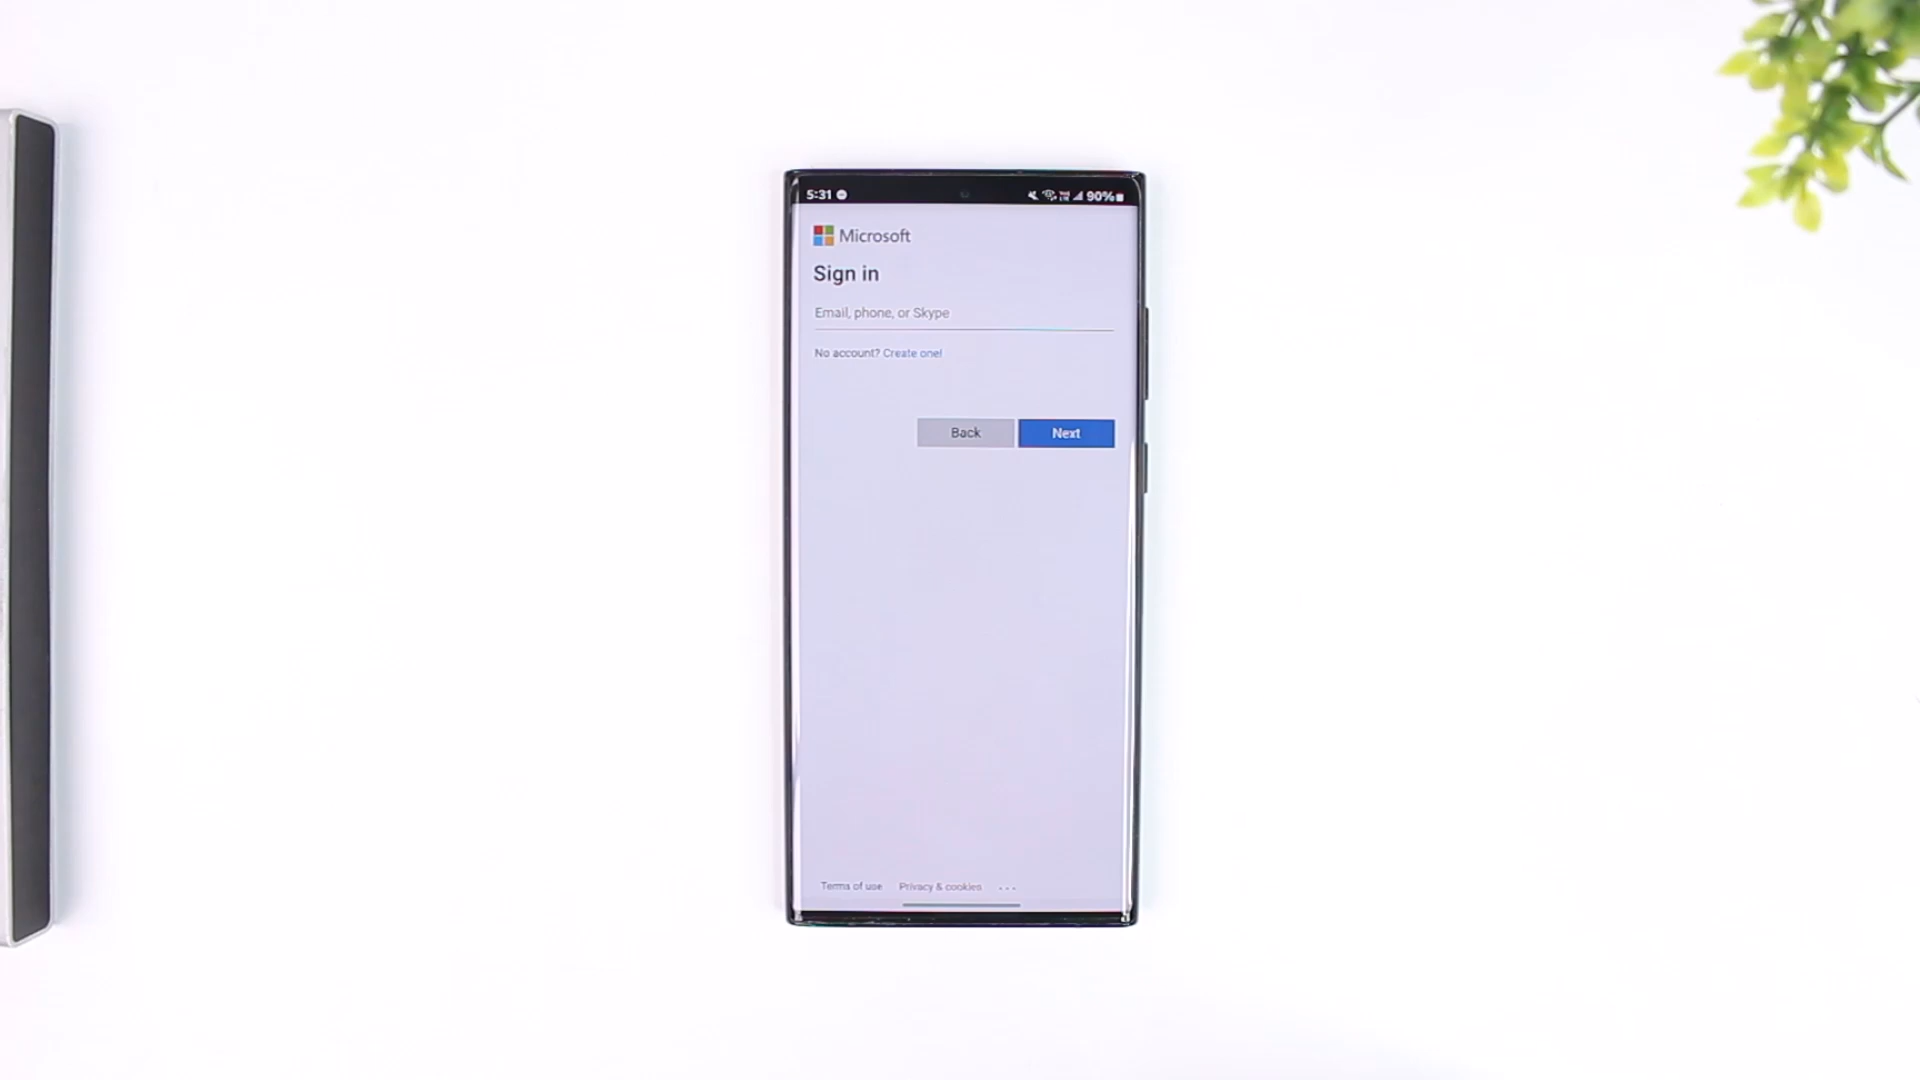 5:31 90%
Microsoft
Sign in
Email, phone, or Skype
No account? Create one!
Back Next
Terms of use Privacy & cookies ...